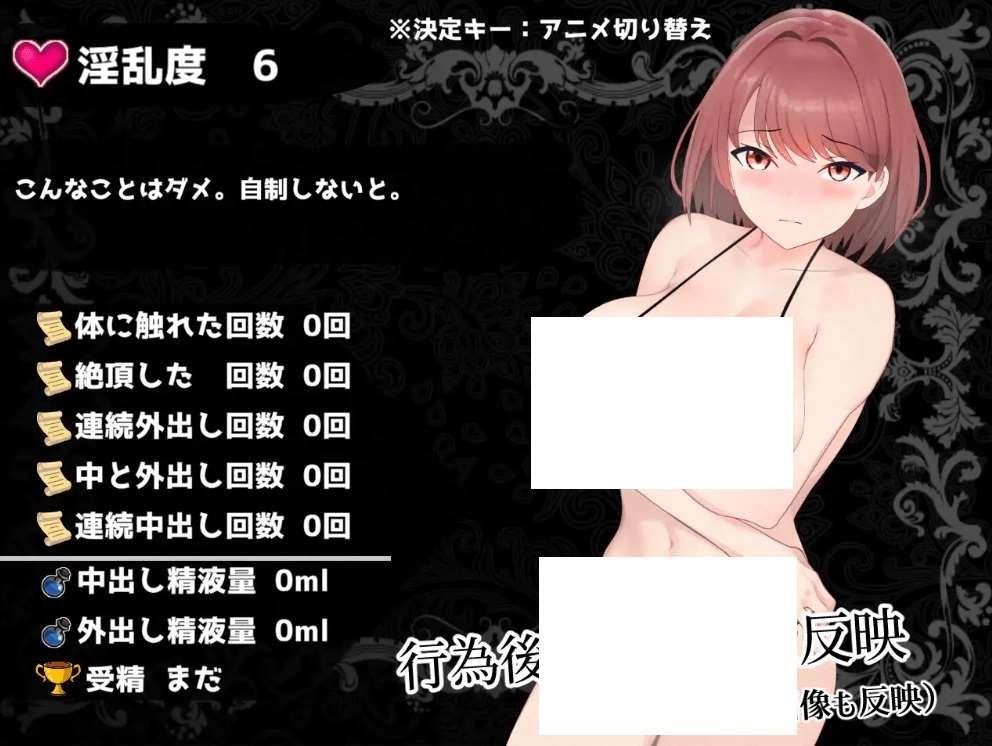 ※決定キー：アニメ切り替え
淫乱度 6
こんなことはダメ。自制しないと。
体に触れた回数 0回
絶頂した 回数 0回
連続外出し回数 0回
中と外出し回数 0回
連続中出し回数 0回
中出し精液量 0ml
外出し精液量 0ml
受精 まだ
行為後 反映
像も反映）